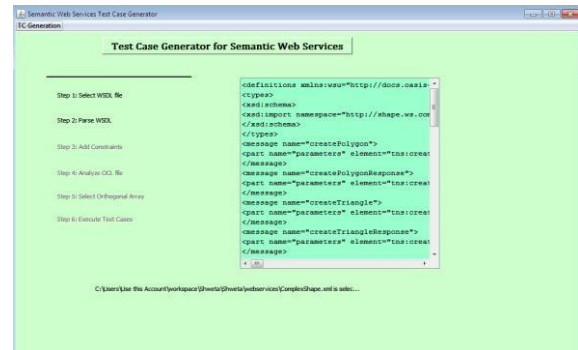 Semantic Web Services Test Case Generator
TC Generation
Test Case Generator for Semantic Web Services
Step 1: Select WSDL file
Step 2: Parse WSDL
Step 3: Add Constraints
Step 4: Analyze OCL file
Step 5: Select Orthogonal Array
Step 6: Execute Test Cases
<definitions xmlns:wsu="http://docs.oasis-
<types>
<xsd:schema>
<xsd:import namespace="http://shape.ws.com
</xsd:schema>
</types>
<message name="createPolygon">
<part name="parameters" element="tns:creat
</message>
<message name="createPolygonResponse">
<part name="parameters" element="tns:creat
</message>
<message name="createTriangle">
<part name="parameters" element="tns:creat
</message>
<message name="createTriangleResponse">
<part name="parameters" element="tns:creat
</message>
C:\Users\Use this Account\workspace\Shweta\Shweta\webservices\ComplexShape.xml is selec....